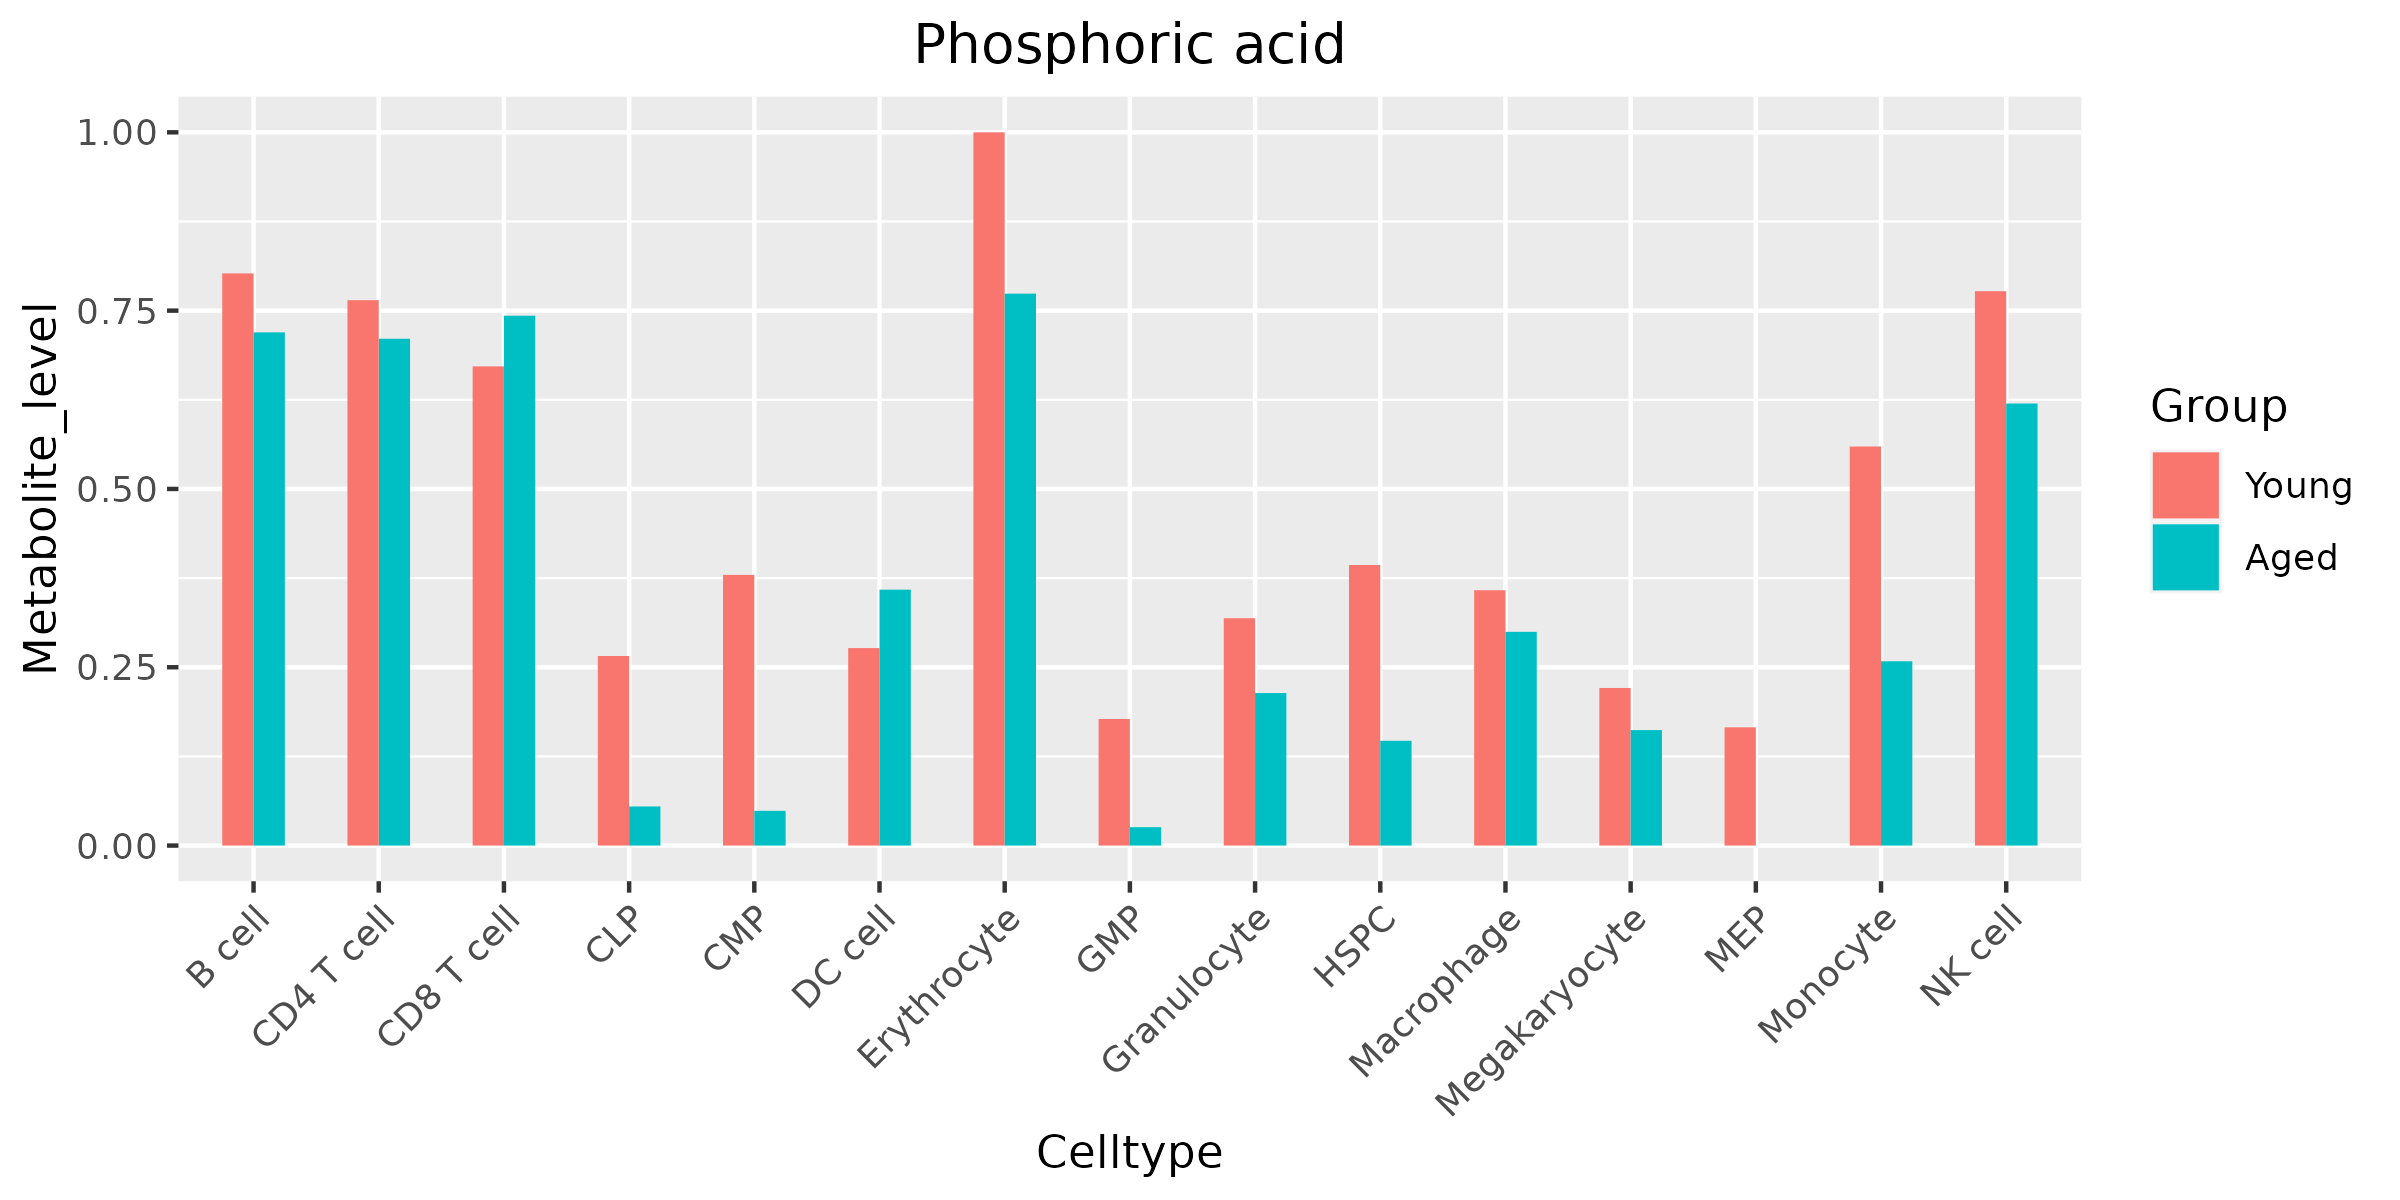 Phosphoric acid
Metabolite_level
1.00
0.75
0.50
0.25
0.00
B cell
CD4 T cell
CD8 T cell
CLP
CMP
DC cell
Erythrocyte
GMP
Granulocyte
HSPC
Macrophage
Megakaryocyte
MEP
Monocyte
NK cell
Celltype
Group
Young
Aged